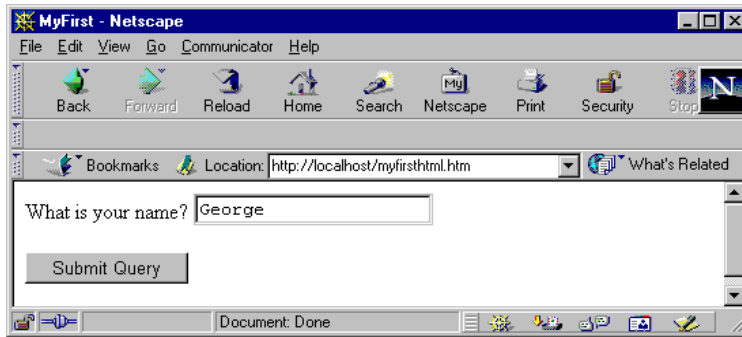 MyFirst - Netscape
File Edit View Go Communicator Help
My N
Back Forward Reload Home Search Netscape Print Security Stop
Bookmarks Location: http://localhost/myfirsthtml.htm What's Related
What is your name? George
Submit Query
Document: Done